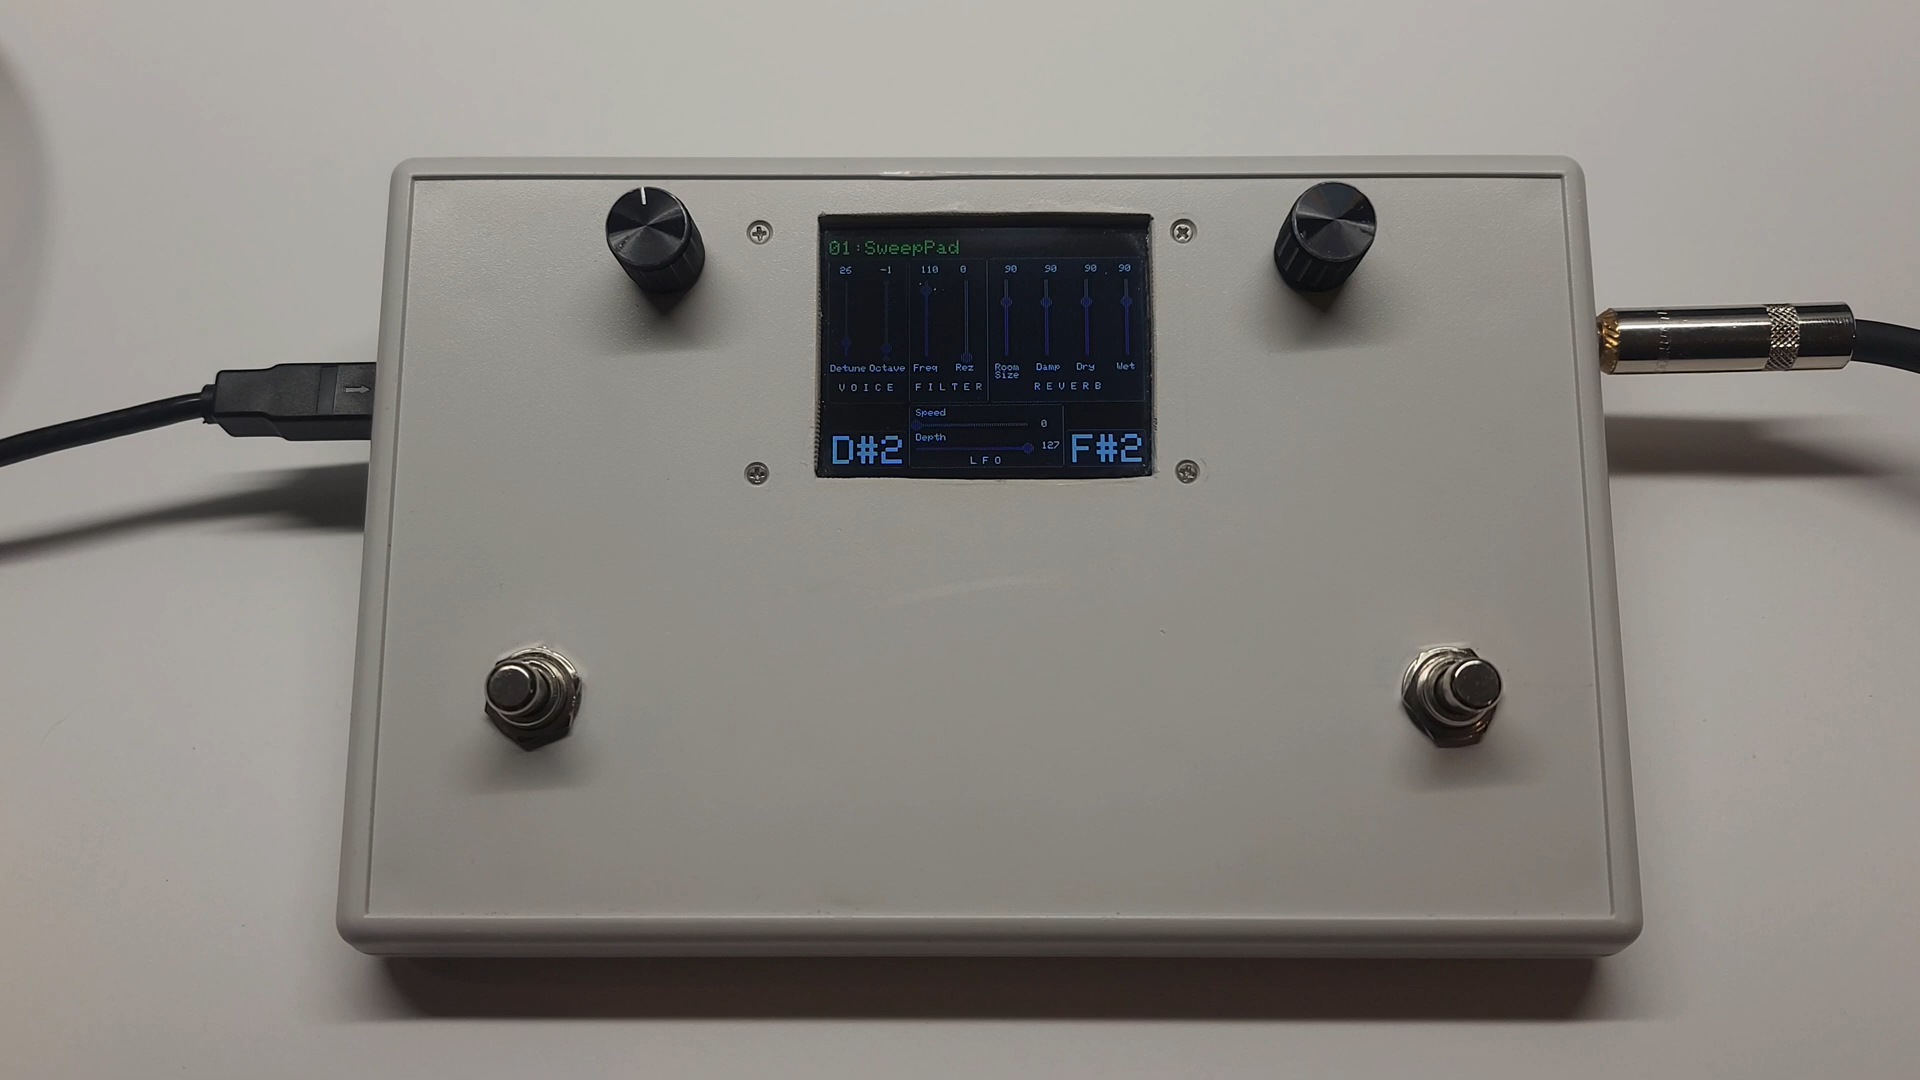 01:SweepPad
26 -1 110 0 90 90 90 90
Detune Octave Freq Rez Room Size Damp Dry Wet
VOICE FILTER REVERB
Speed 0
Depth 127
LFO
D#2 F#2